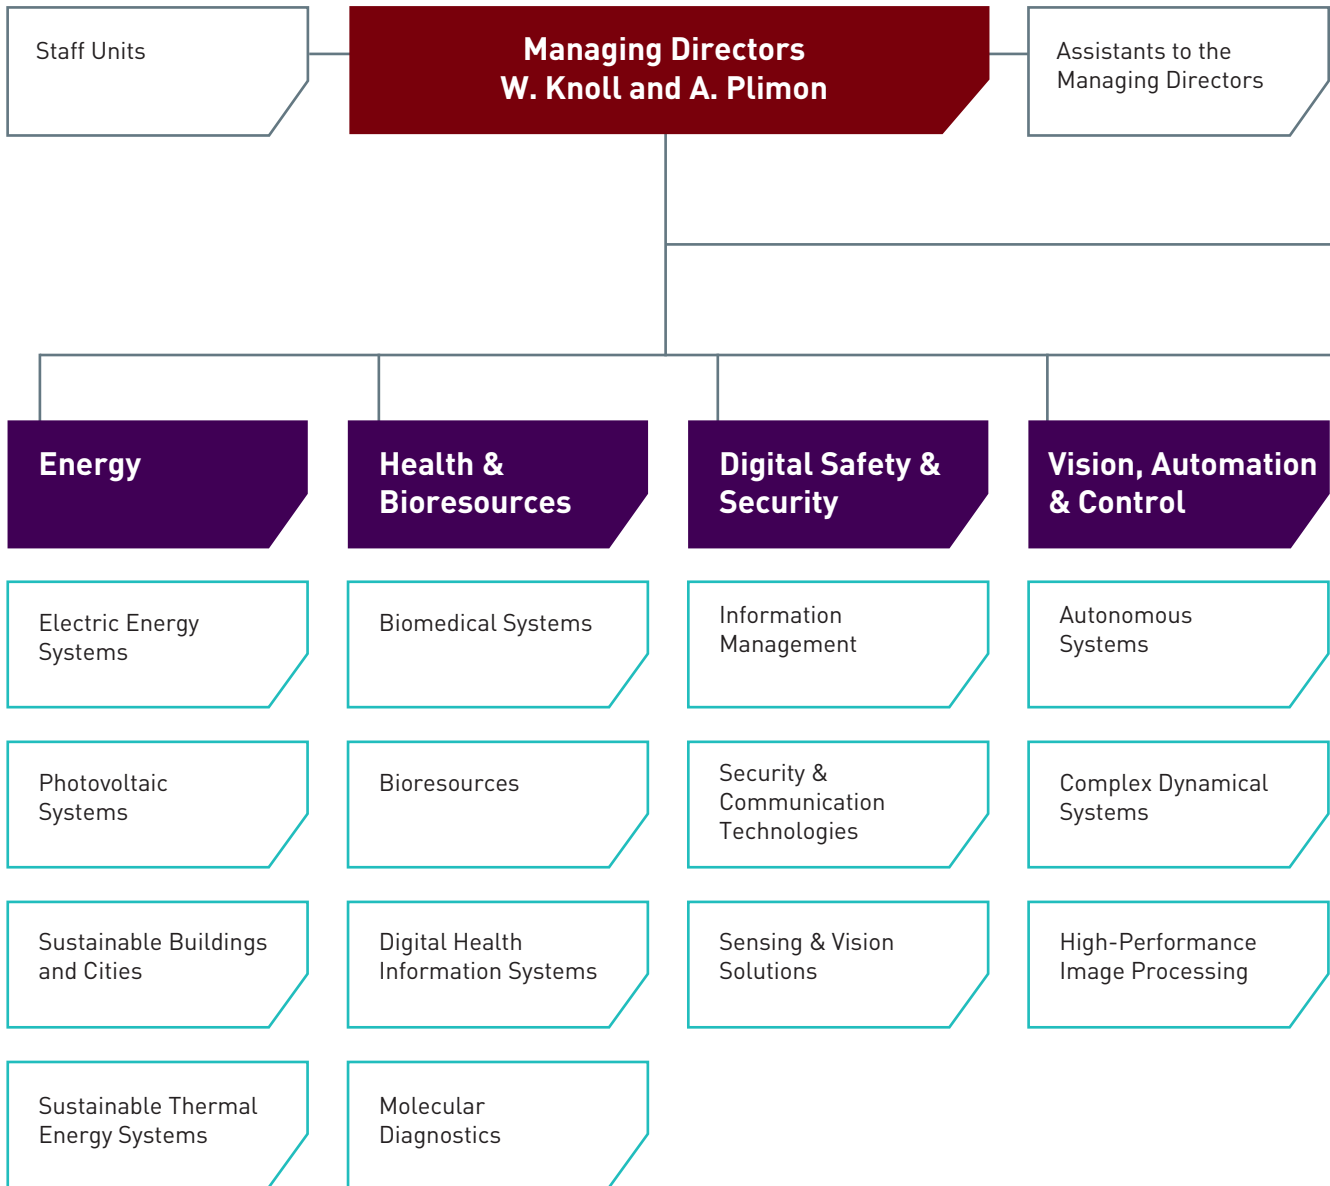 Staff Units
Managing Directors
W. Knoll and A. Plimon
Assistants to the
Managing Directors
Energy
Health &
Bioresources
Digital Safety &
Security
Vision, Automation
& Control
Electric Energy
Systems
Biomedical Systems
Information
Management
Autonomous
Systems
Photovoltaic
Systems
Bioresources
Security &
Communication
Technologies
Complex Dynamical
Systems
Sustainable Buildings
and Cities
Digital Health
Information Systems
Sensing & Vision
Solutions
High-Performance
Image Processing
Sustainable Thermal
Energy Systems
Molecular
Diagnostics